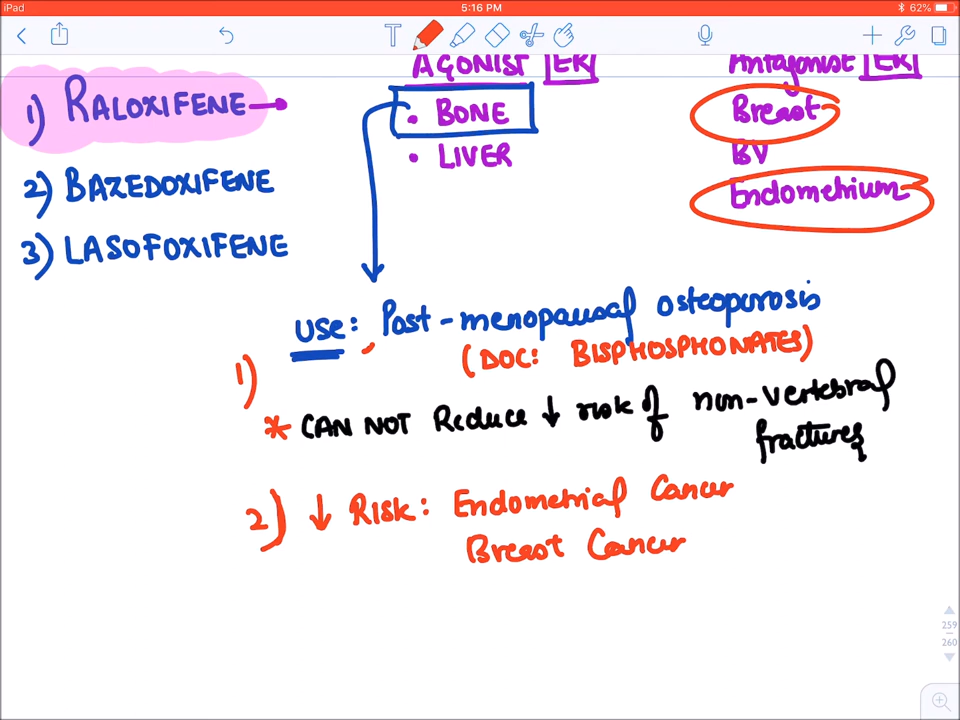 iPad 5:16 PM 62%
T
AGONIST [ER] Antagonist [ER]
1) RALOXIFENE → • BONE Breast
• LIVER BV
2) BAZEDOXIFENE Endometrium
3) LASOFOXIFENE
USE: Post-menopausal osteoporosis
1) (DOC: BISPHOSPHONATES)
* CAN NOT Reduce ↓ risk of non-vertebral
fractures
2) ↓ Risk: Endometrial Cancer
Breast Cancer
259
260